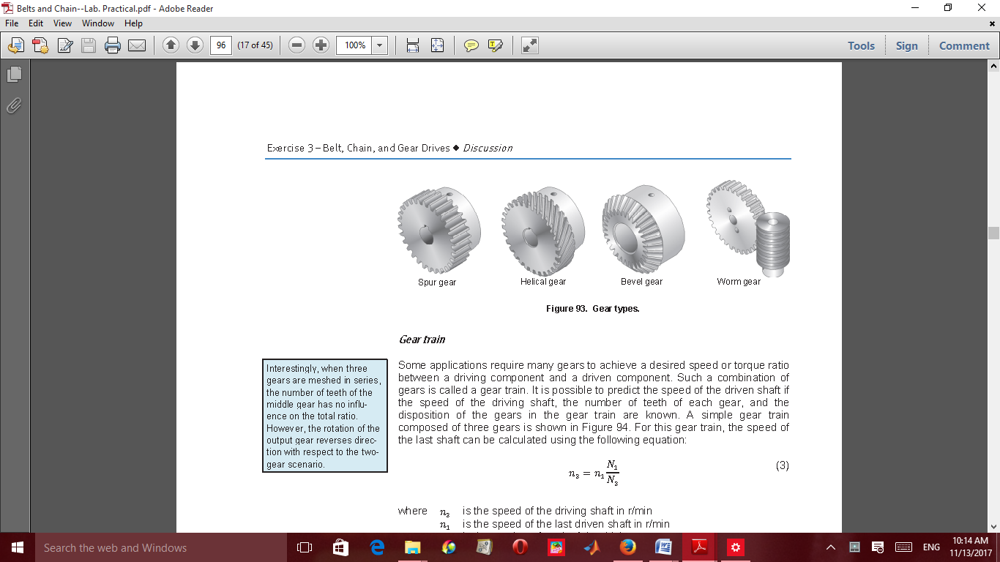 Belts and Chain--Lab. Practical.pdf - Adobe Reader
File Edit View Window Help
96 (17 of 45) 100% Tools Sign Comment
Exercise 3 – Belt, Chain, and Gear Drives ◆ Discussion
Spur gear Helical gear Bevel gear Worm gear
Figure 93. Gear types.
Gear train
Interestingly, when three
gears are meshed in series,
the number of teeth of the
middle gear has no influ-
ence on the total ratio.
However, the rotation of the
output gear reverses direc-
tion with respect to the two-
gear scenario.
Some applications require many gears to achieve a desired speed or torque ratio
between a driving component and a driven component. Such a combination of
gears is called a gear train. It is possible to predict the speed of the driven shaft if
the speed of the driving shaft, the number of teeth of each gear, and the
disposition of the gears in the gear train are known. A simple gear train
composed of three gears is shown in Figure 94. For this gear train, the speed of
the last shaft can be calculated using the following equation:
n₃ = n₁ N₁/N₃ (3)
where n₃ is the speed of the driving shaft in r/min
n₁ is the speed of the last driven shaft in r/min
Search the web and Windows
ENG
10:14 AM
11/13/2017